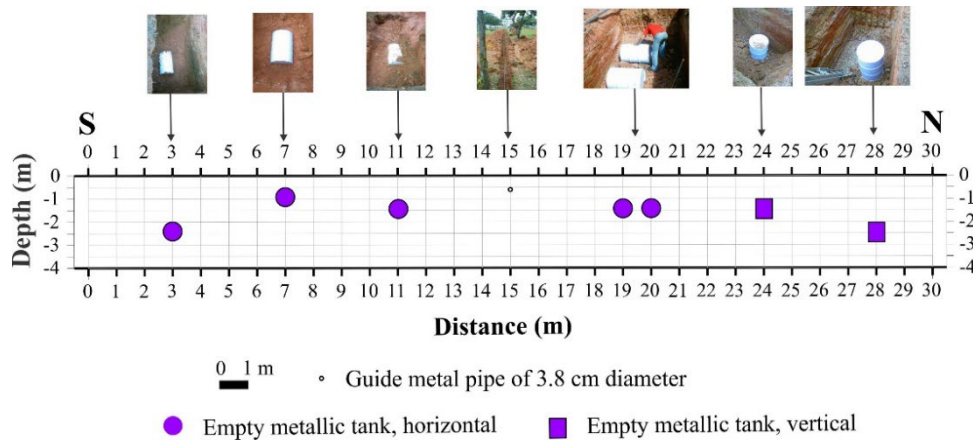 S N
0 1 2 3 4 5 6 7 8 9 10 11 12 13 14 15 16 17 18 19 20 21 22 23 24 25 26 27 28 29 30
Depth (m)
0 0
-1 -1
-2 -2
-3 -3
-4 -4
0 1 2 3 4 5 6 7 8 9 10 11 12 13 14 15 16 17 18 19 20 21 22 23 24 25 26 27 28 29 30
Distance (m)
0 1 m
Guide metal pipe of 3.8 cm diameter
Empty metallic tank, horizontal
Empty metallic tank, vertical